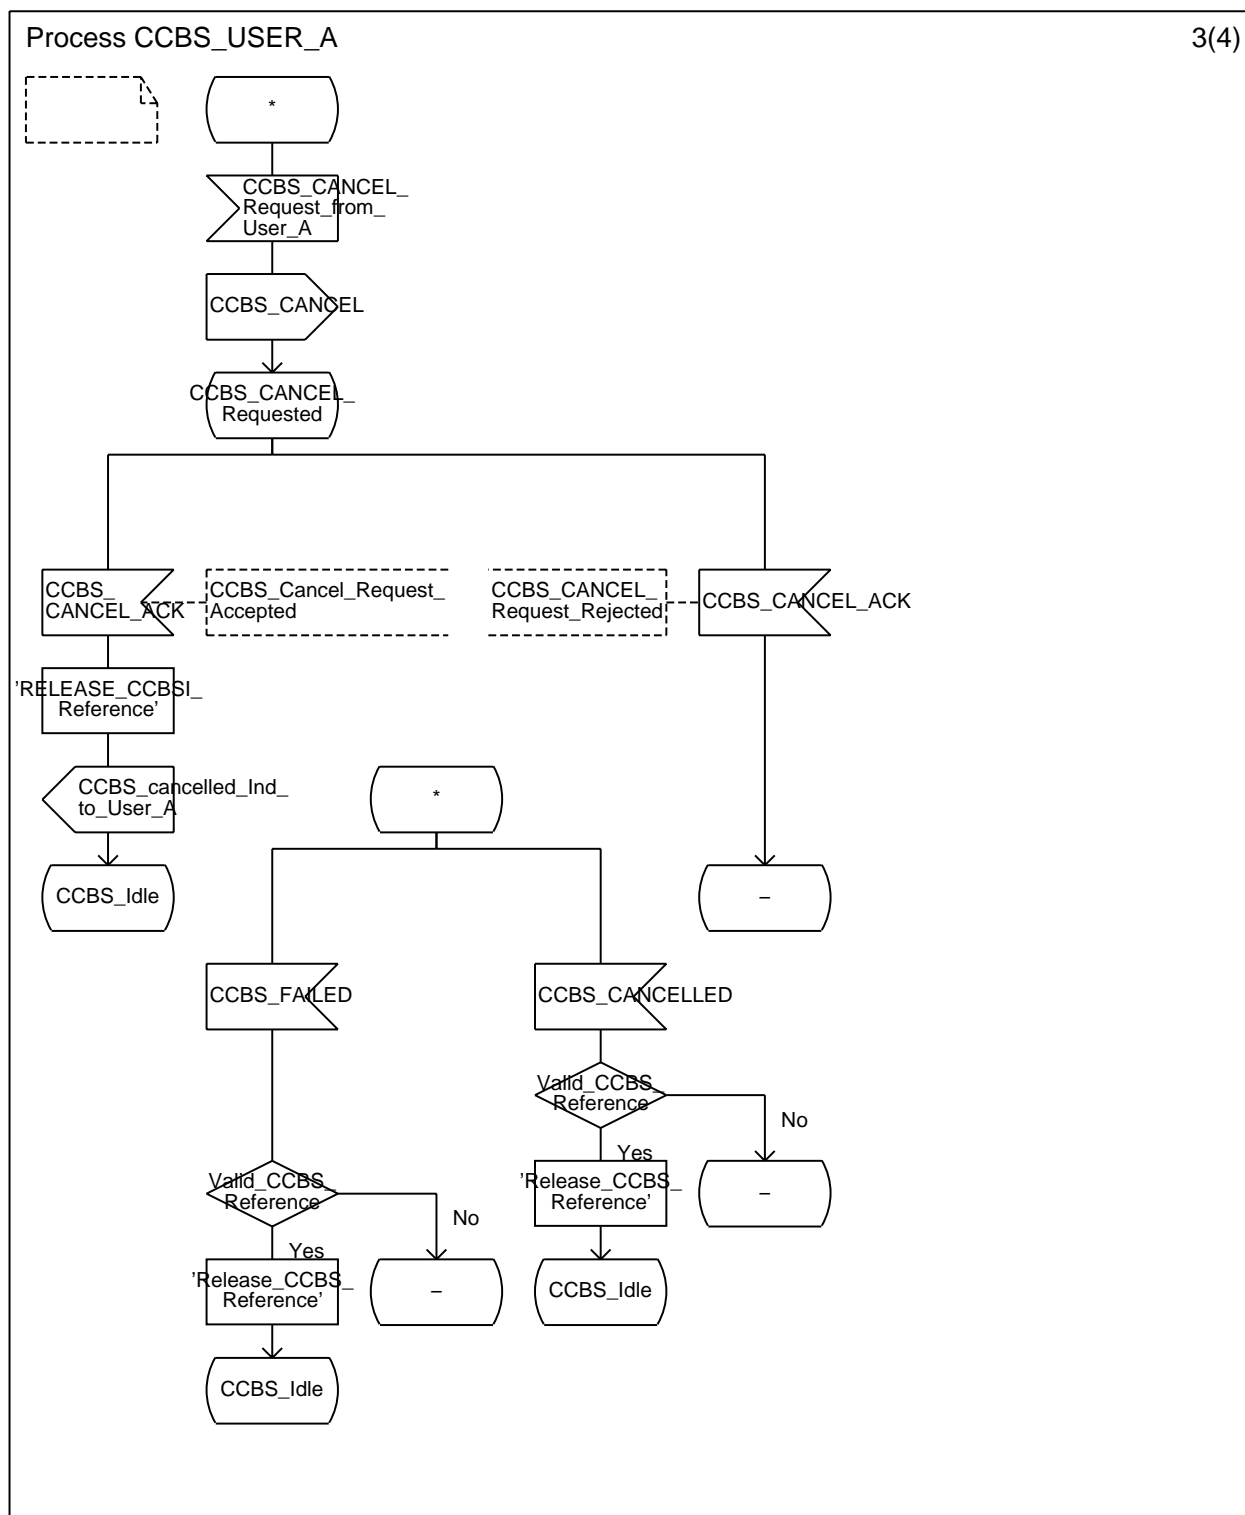 Process CCBS_USER_A
3(4)
*
CCBS_CANCEL_
Request_from_
User_A
CCBS_CANCEL
CCBS_CANCEL_
Requested
CCBS_
CANCEL_ACK
CCBS_Cancel_Request_
Accepted
CCBS_CANCEL_
Request_Rejected
CCBS_CANCEL_ACK
’RELEASE_CCBSI_
Reference’
CCBS_cancelled_Ind_
to_User_A
*
CCBS_Idle
–
CCBS_FAILED
CCBS_CANCELLED
Valid_CCBS_
Reference
No
Yes
Valid_CCBS_
Reference
’Release_CCBS_
Reference’
–
No
Yes
’Release_CCBS_
Reference’
–
CCBS_Idle
CCBS_Idle